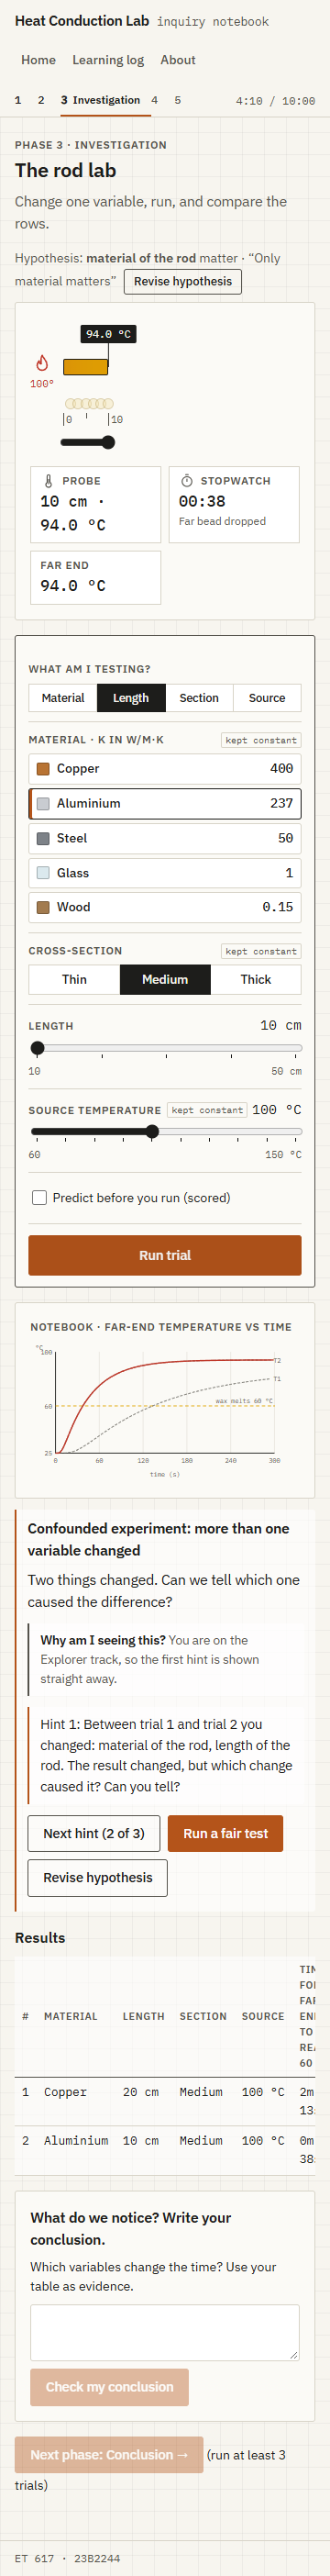 Heat Conduction Lab inquiry notebook
Home Learning log About
1 2 3 Investigation 4 5 4:10 / 10:00
PHASE 3 · INVESTIGATION
The rod lab
Change one variable, run, and compare the
rows.
Hypothesis: material of the rod matter · “Only
material matters” Revise hypothesis
94.0 °C
100°
0 10
PROBE
10 cm ·
94.0 °C
STOPWATCH
00:38
Far bead dropped
FAR END
94.0 °C
WHAT AM I TESTING?
Material Length Section Source
MATERIAL · K IN W/M·K kept constant
Copper 400
Aluminium 237
Steel 50
Glass 1
Wood 0.15
CROSS-SECTION kept constant
Thin Medium Thick
LENGTH 10 cm
10 50 cm
SOURCE TEMPERATURE kept constant 100 °C
60 150 °C
Predict before you run (scored)
Run trial
NOTEBOOK · FAR-END TEMPERATURE VS TIME
°C
100
T2
T1
wax melts 60 °C
60
25
0 60 120 180 240 300
time (s)
Confounded experiment: more than one
variable changed
Two things changed. Can we tell which one
caused the difference?
Why am I seeing this? You are on the
Explorer track, so the first hint is shown
straight away.
Hint 1: Between trial 1 and trial 2 you
changed: material of the rod, length of the
rod. The result changed, but which change
caused it? Can you tell?
Next hint (2 of 3) Run a fair test
Revise hypothesis
Results
# MATERIAL LENGTH SECTION SOURCE
TO
60
1 Copper 20 cm Medium 100 °C 2m
2 Aluminium 10 cm Medium 100 °C 0m
What do we notice? Write your
conclusion.
Which variables change the time? Use your
table as evidence.
Check my conclusion
Next phase: Conclusion → (run at least 3
trials)
ET 617 · 23B2244